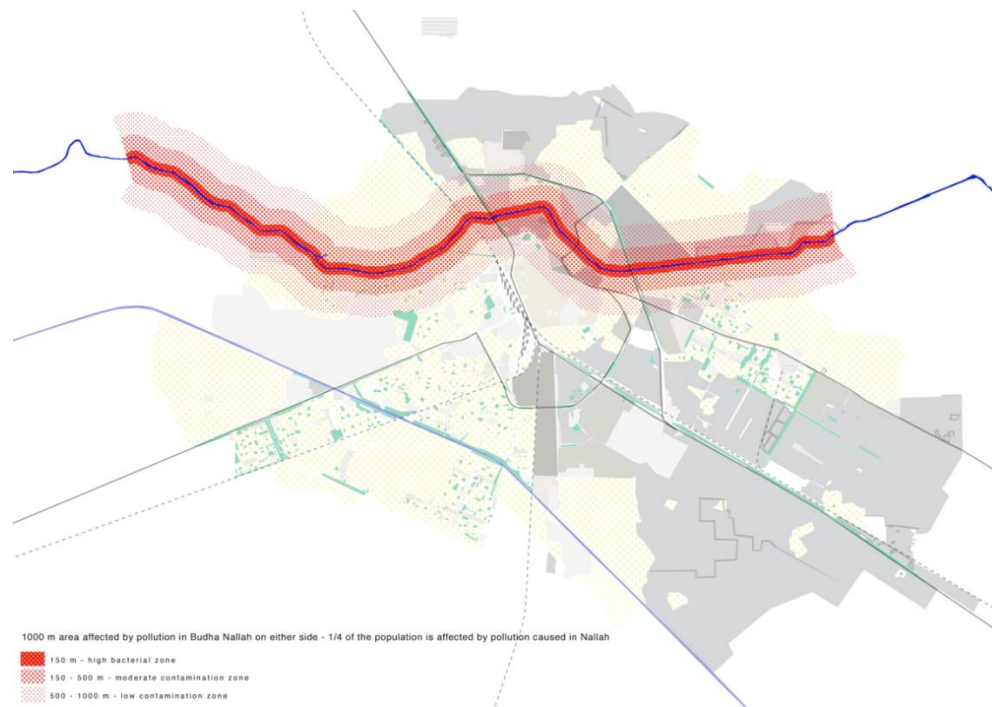 1000 m area affected by pollution in Budha Nallah on either side - 1/4 of the population is affected by pollution caused in Nallah
150 m - high bacterial zone
150 - 500 m - moderate contamination zone
500 - 1000 m - low contamination zone